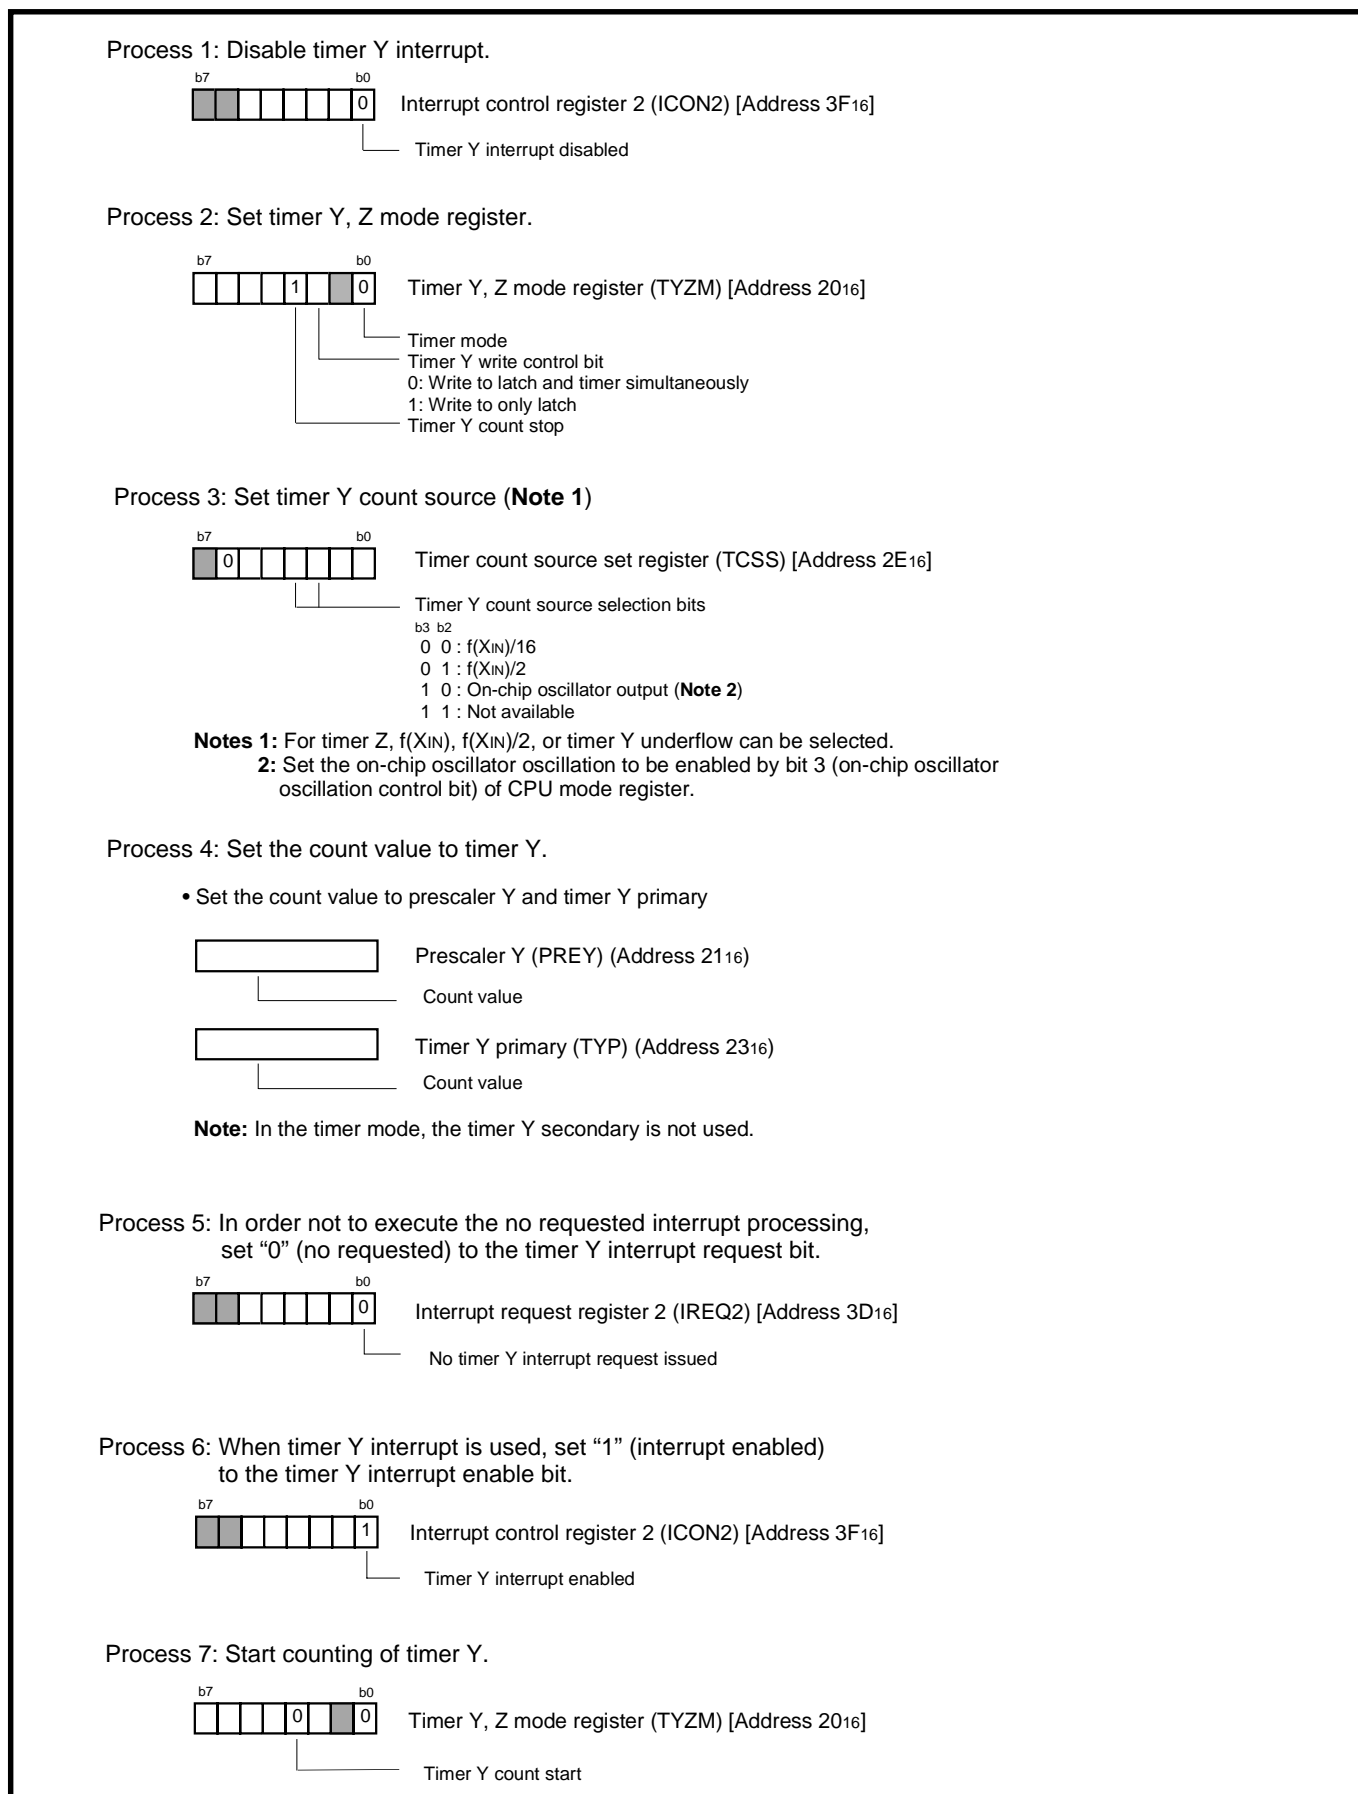 Process 1: Disable timer Y interrupt.
b7 b0
0 Interrupt control register 2 (ICON2) [Address 3F16]
Timer Y interrupt disabled
Process 2: Set timer Y, Z mode register.
b7 b0
1 0 Timer Y, Z mode register (TYZM) [Address 2016]
Timer mode
Timer Y write control bit
0: Write to latch and timer simultaneously
1: Write to only latch
Timer Y count stop
Process 3: Set timer Y count source (Note 1)
b7 b0
0 Timer count source set register (TCSS) [Address 2E16]
Timer Y count source selection bits
b3 b2
0 0 : f(XIN)/16
0 1 : f(XIN)/2
1 0 : On-chip oscillator output (Note 2)
1 1 : Not available
Notes 1: For timer Z, f(XIN), f(XIN)/2, or timer Y underflow can be selected.
2: Set the on-chip oscillator oscillation to be enabled by bit 3 (on-chip oscillator
oscillation control bit) of CPU mode register.
Process 4: Set the count value to timer Y.
• Set the count value to prescaler Y and timer Y primary
Prescaler Y (PREY) (Address 2116)
Count value
Timer Y primary (TYP) (Address 2316)
Count value
Note: In the timer mode, the timer Y secondary is not used.
Process 5: In order not to execute the no requested interrupt processing,
set “0” (no requested) to the timer Y interrupt request bit.
b7 b0
0 Interrupt request register 2 (IREQ2) [Address 3D16]
No timer Y interrupt request issued
Process 6: When timer Y interrupt is used, set “1” (interrupt enabled)
to the timer Y interrupt enable bit.
b7 b0
1 Interrupt control register 2 (ICON2) [Address 3F16]
Timer Y interrupt enabled
Process 7: Start counting of timer Y.
b7 b0
0 0 Timer Y, Z mode register (TYZM) [Address 2016]
Timer Y count start